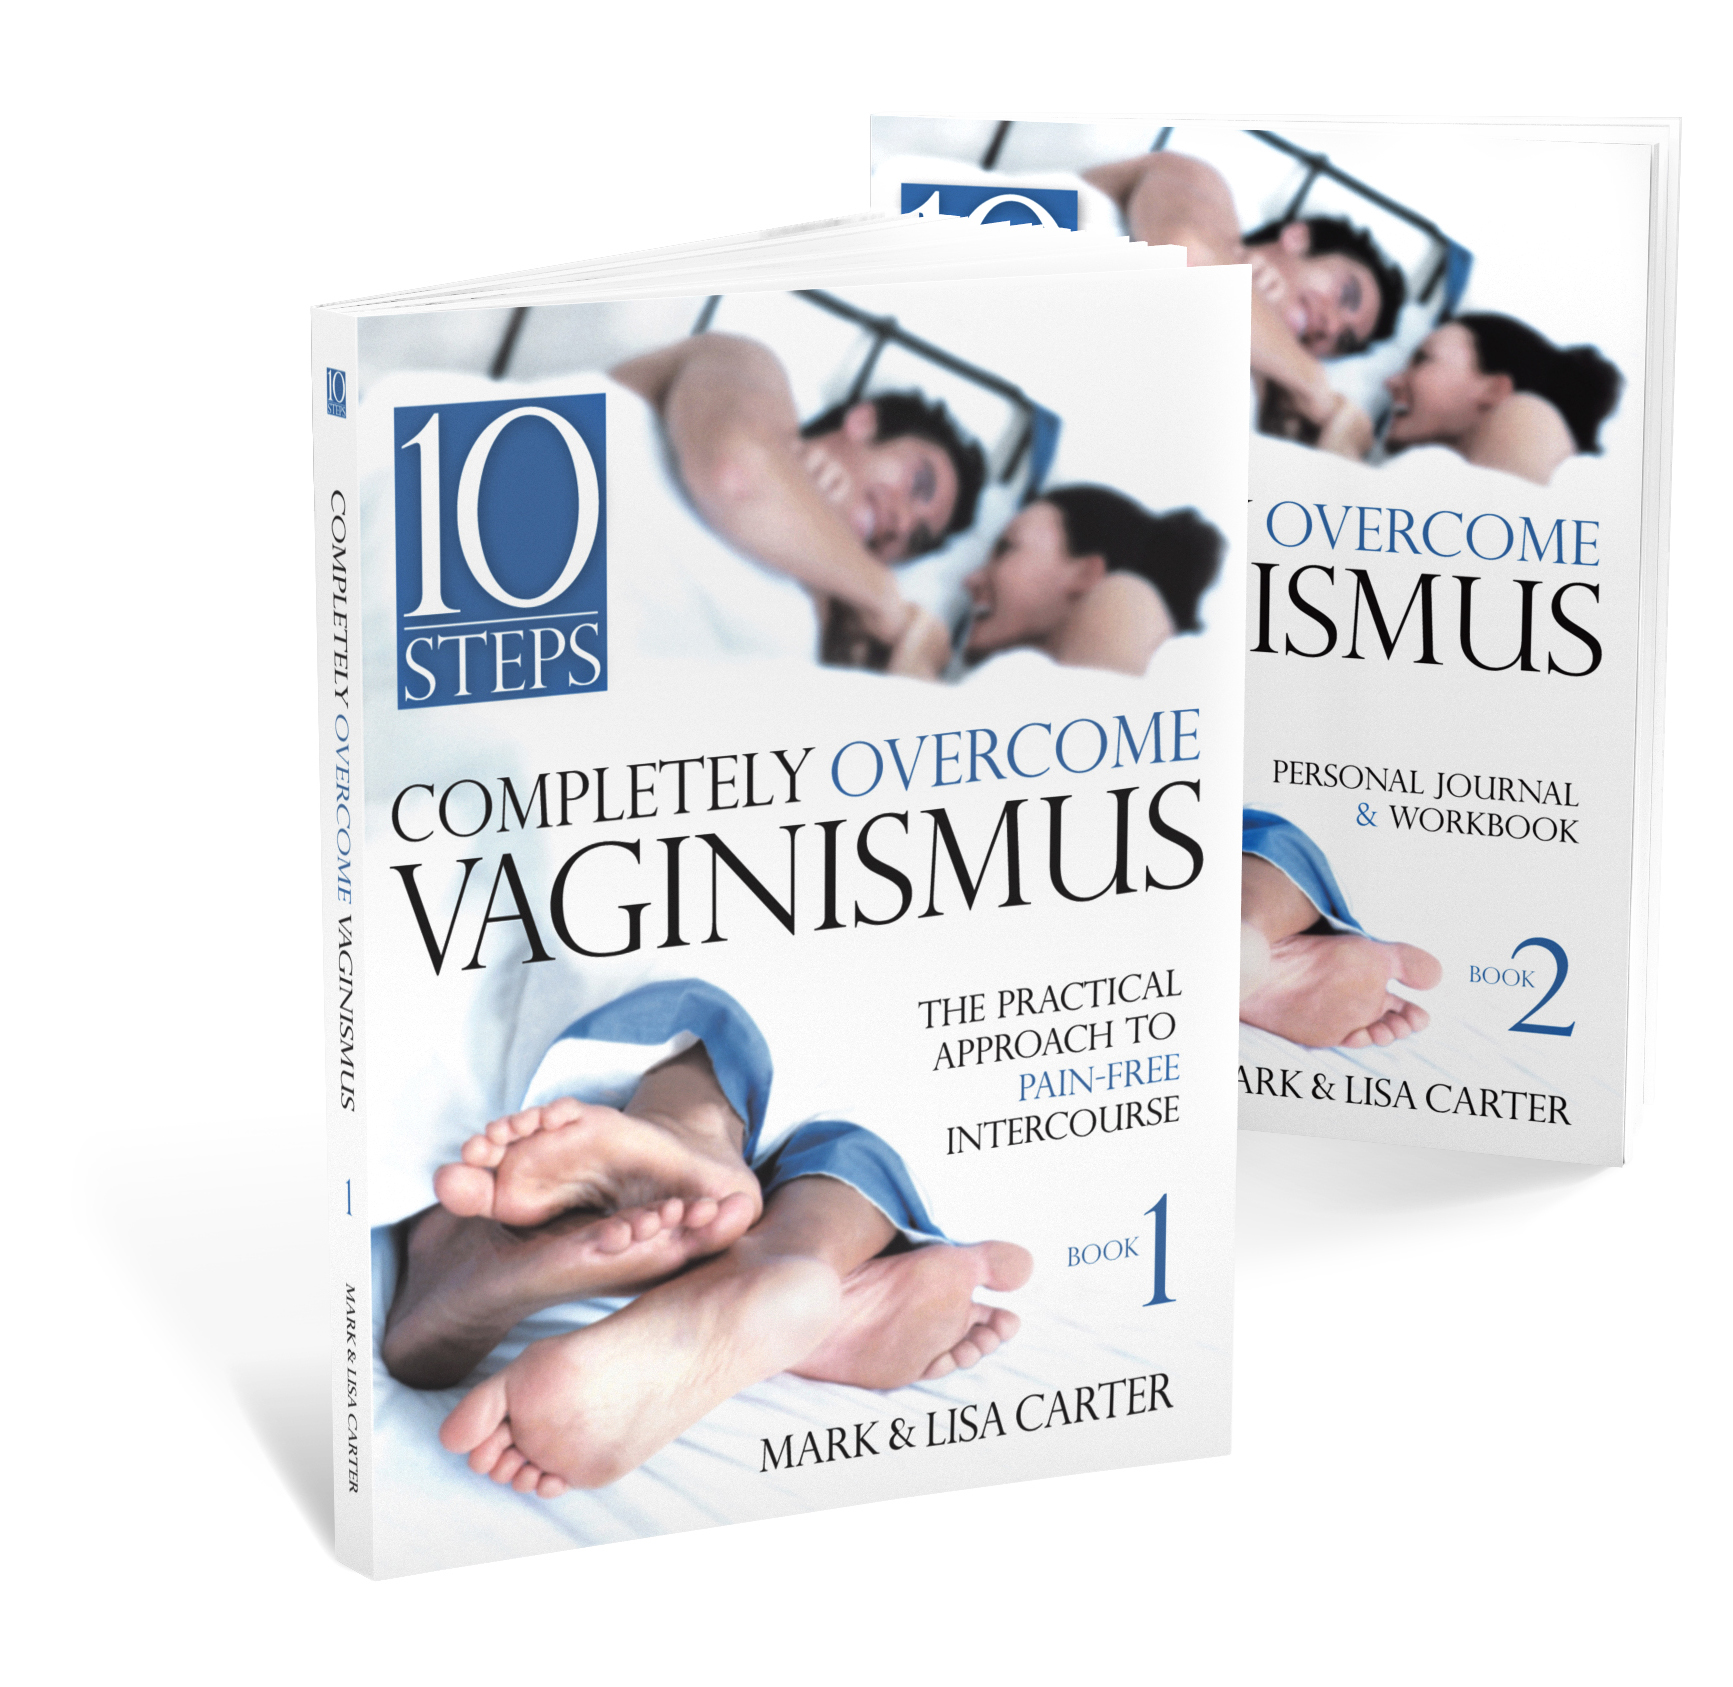 10
STEPS
COMPLETELY OVERCOME VAGINISMUS
1
MARK & LISA CARTER
10
STEPS
COMPLETELY OVERCOME
VAGINISMUS
THE PRACTICAL
APPROACH TO
PAIN-FREE
INTERCOURSE
BOOK 1
MARK & LISA CARTER
10
Y OVERCOME
ISMUS
PERSONAL JOURNAL
& WORKBOOK
BOOK 2
ARK & LISA CARTER